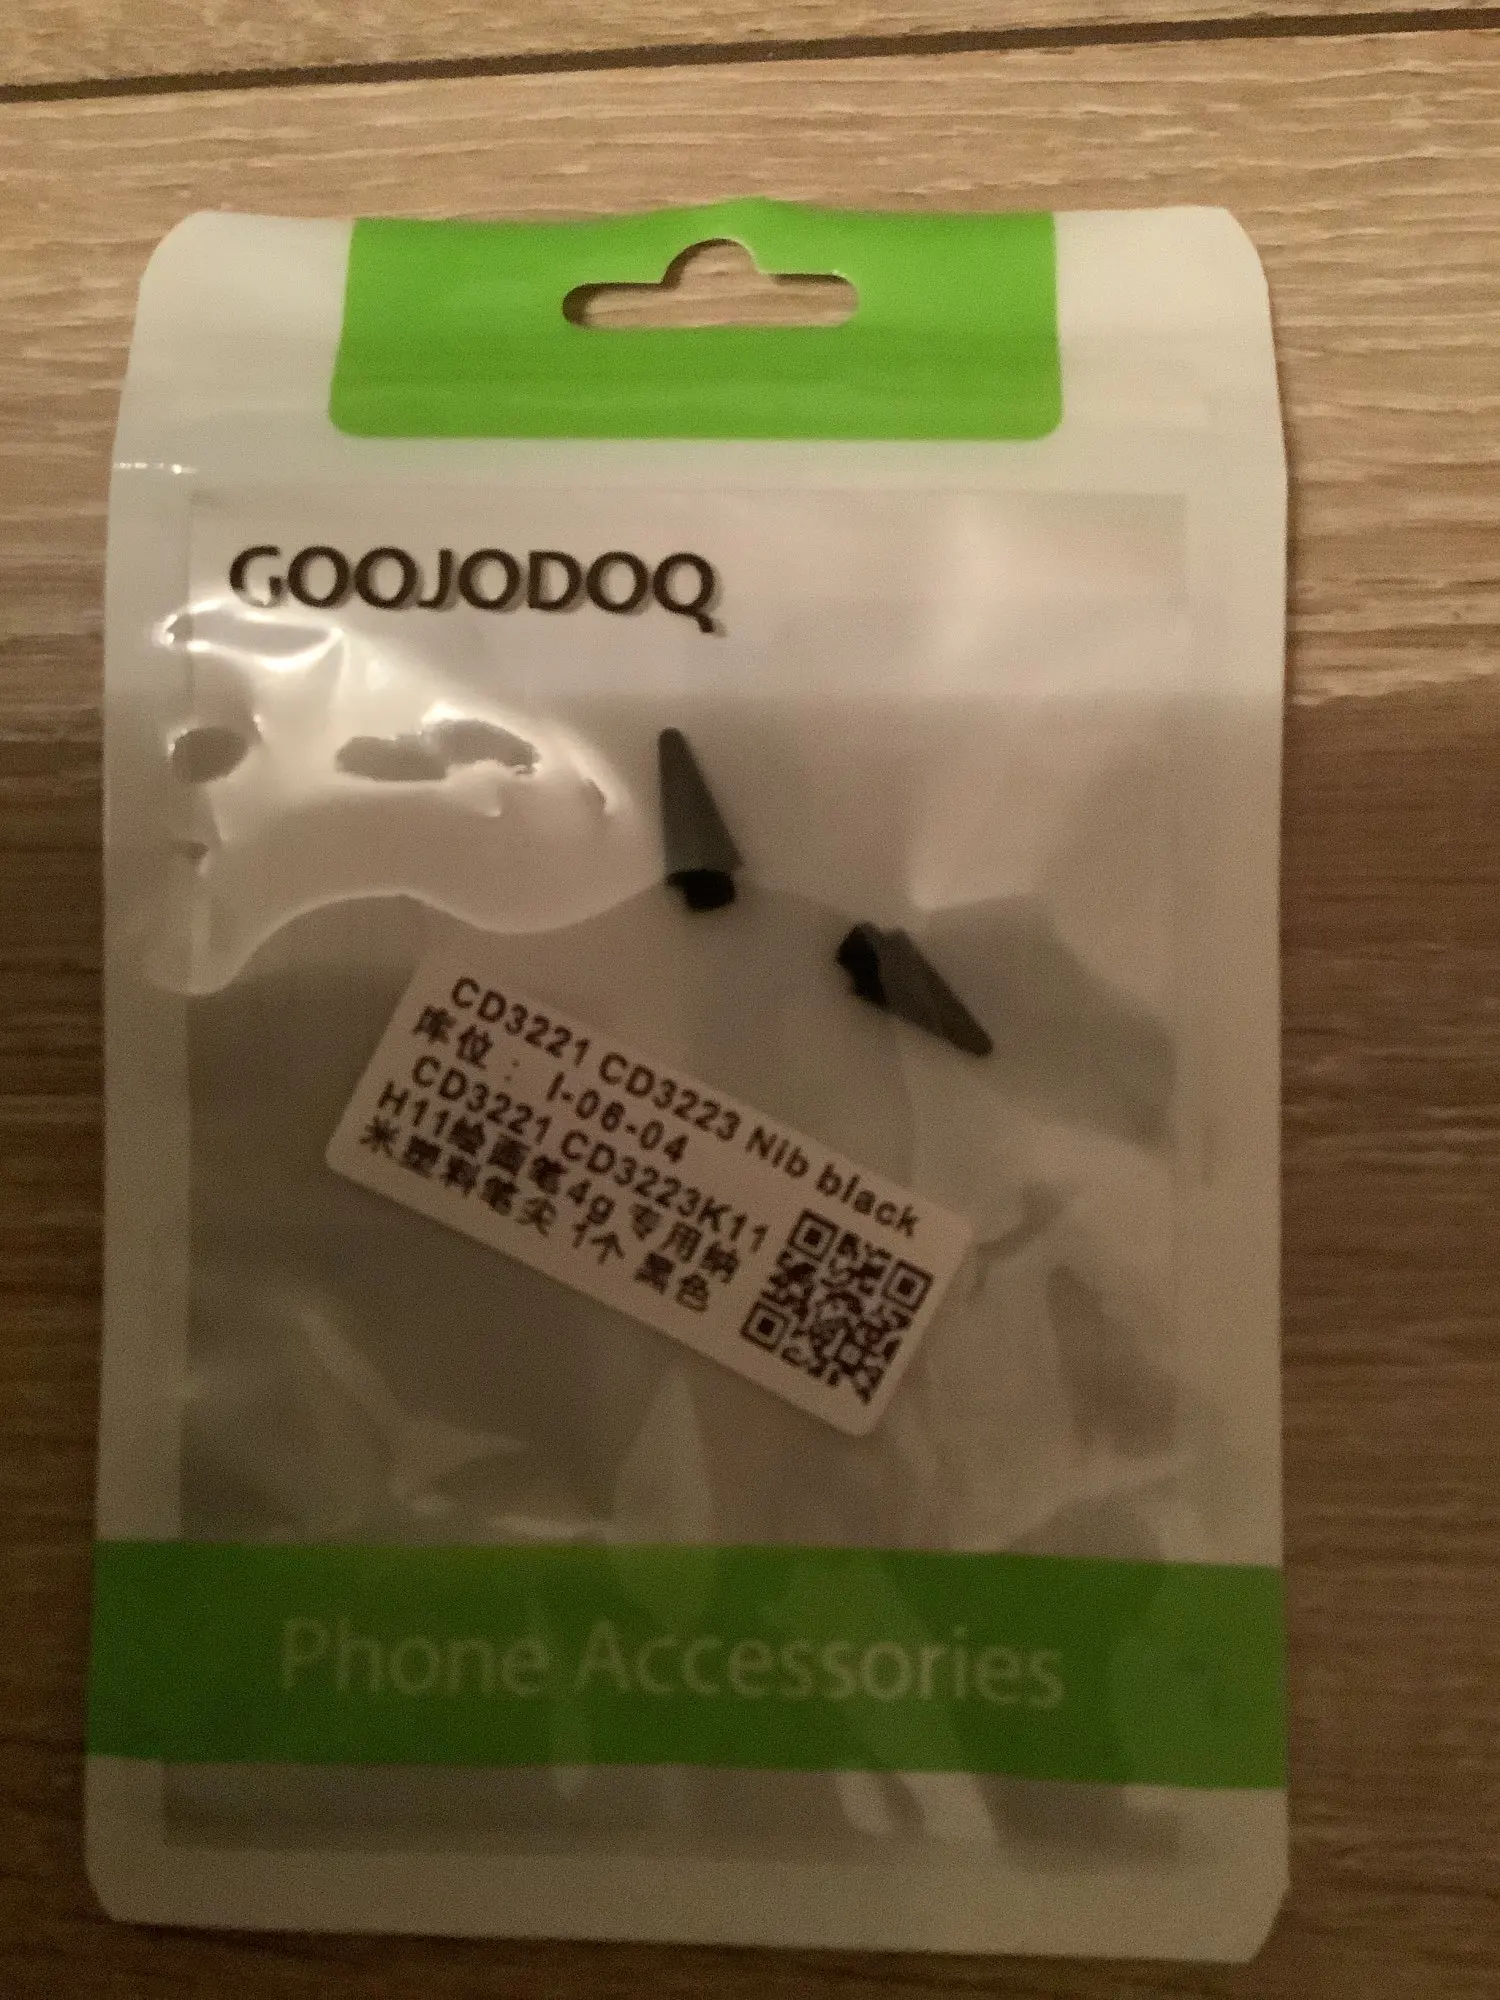 GOOJODOQ
CD3221 CD3223 Nib black
库位： I-06-04
CD3221 CD3223K11
H11绘画笔4g 专用纳
米塑料笔尖 1个 黑色
Phone Accessories